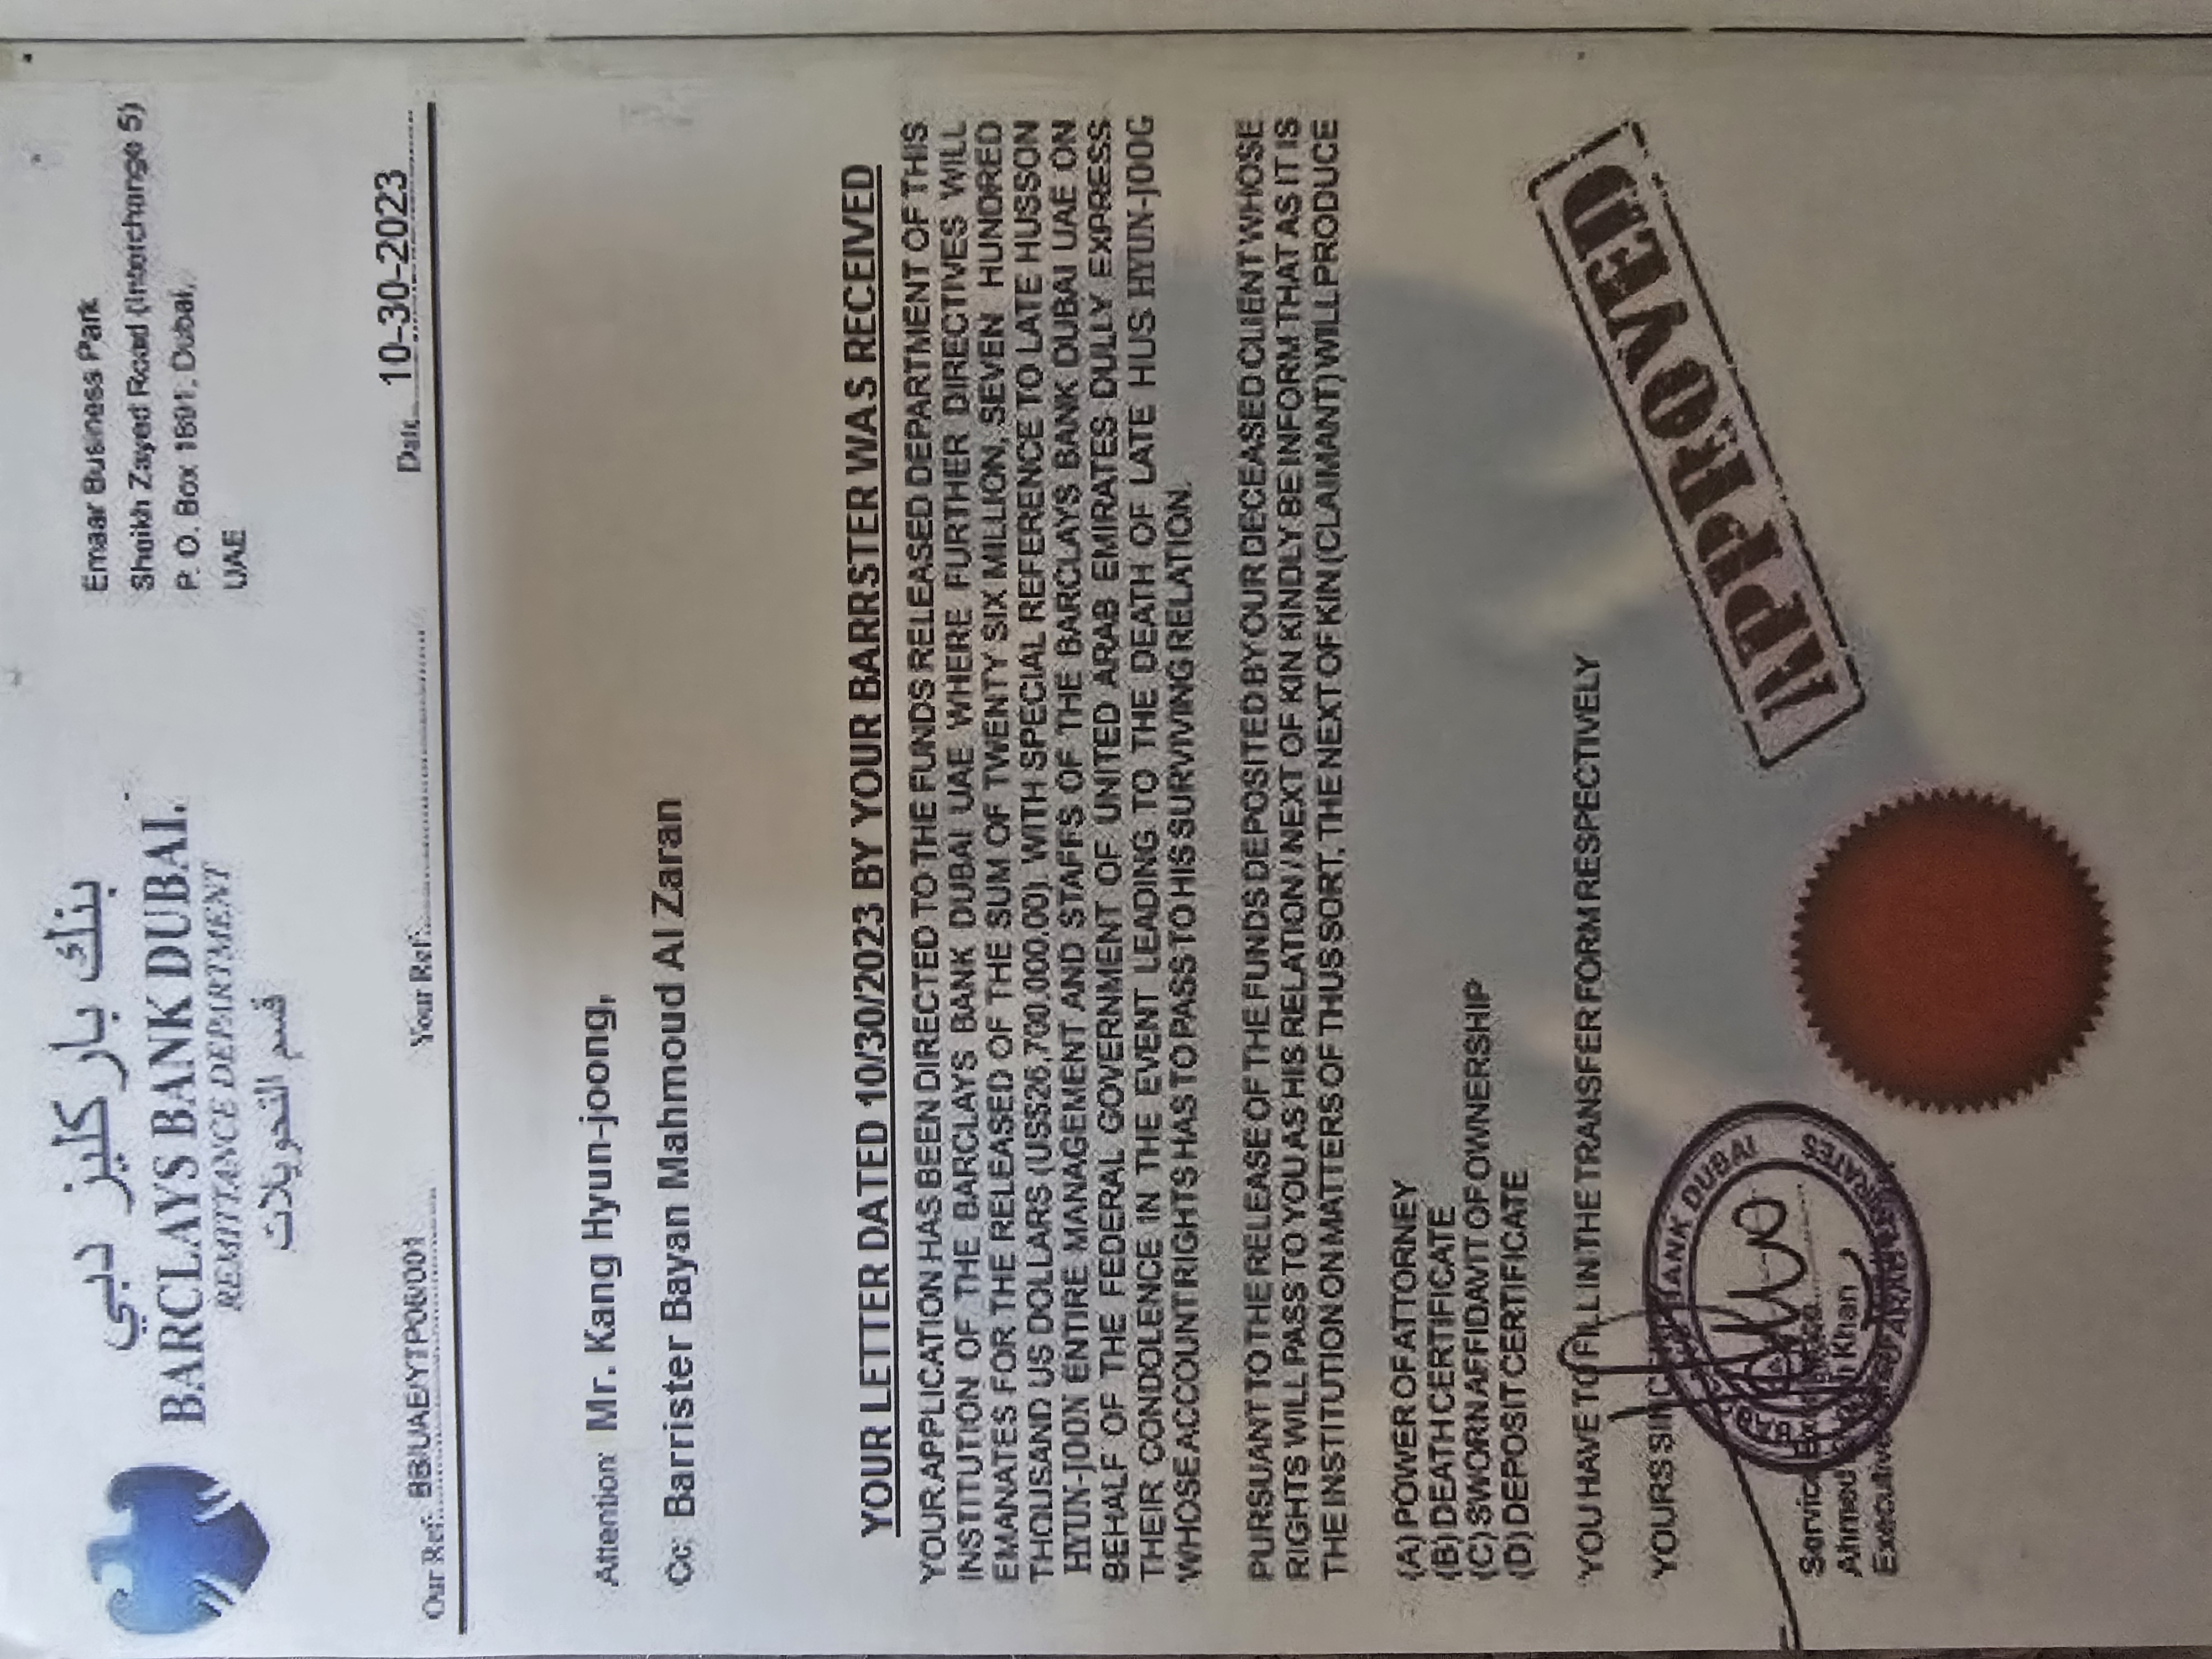 بنك باركليز دبي
BARCLAYS BANK DUBAI.
REMITTANCE DEPARTMENT
قسم التحويلات
Emaar Business Park
Shaikh Zayed Road (Interchange 5)
P. O. Box 1891, Dubai,
UAE
Our Ref: BB/UAE/YTP06/001 Your Ref: Date 10-30-2023
Attention: Mr. Kang Hyun-joong,
Cc: Barrister Bayan Mahmoud Al Zaran
YOUR LETTER DATED 10/30/2023 BY YOUR BARRSTER WAS RECEIVED
YOUR APPLICATION HAS BEEN DIRECTED TO THE FUNDS RELEASED DEPARTMENT OF THIS
INSTITUTION OF THE BARCLAYS BANK DUBAI UAE WHERE FURTHER DIRECTIVES WILL
EMANATES FOR THE RELEASED OF THE SUM OF TWENTY SIX MILLION, SEVEN HUNDRED
THOUSAND US DOLLARS (US$26,700.000.00). WITH SPECIAL REFERENCE TO LATE HUSSON
HYUN-JOON ENTIRE MANAGEMENT AND STAFFS OF THE BARCLAYS BANK DUBAI UAE ON
BEHALF OF THE FEDERAL GOVERNMENT OF UNITED ARAB EMIRATES DULLY EXPRESS
THEIR CONDOLENCE IN THE EVENT LEADING TO THE DEATH OF LATE HUS HYUN-JOOG
WHOSE ACCOUNT RIGHTS HAS TO PASS TO HIS SURVIVING RELATION.
PURSUANT TO THE RELEASE OF THE FUNDS DEPOSITED BY OUR DECEASED CLIENT WHOSE
RIGHTS WILL PASS TO YOU AS HIS RELATION / NEXT OF KIN KINDLY BE INFORM THAT AS IT IS
THE INSTITUTION ON MATTERS OF THUS SORT, THE NEXT OF KIN (CLAIMANT) WILL PRODUCE
(A) POWER OF ATTORNEY
(B) DEATH CERTIFICATE
(C) SWORN AFFIDAVIT OF OWNERSHIP
(D) DEPOSIT CERTIFICATE
YOU HAVE TO FILL IN THE TRANSFER FORM RESPECTIVELY
YOURS SINC
APPROVED
BANK DUBAI
Servic
Ahmed Khan
Executive